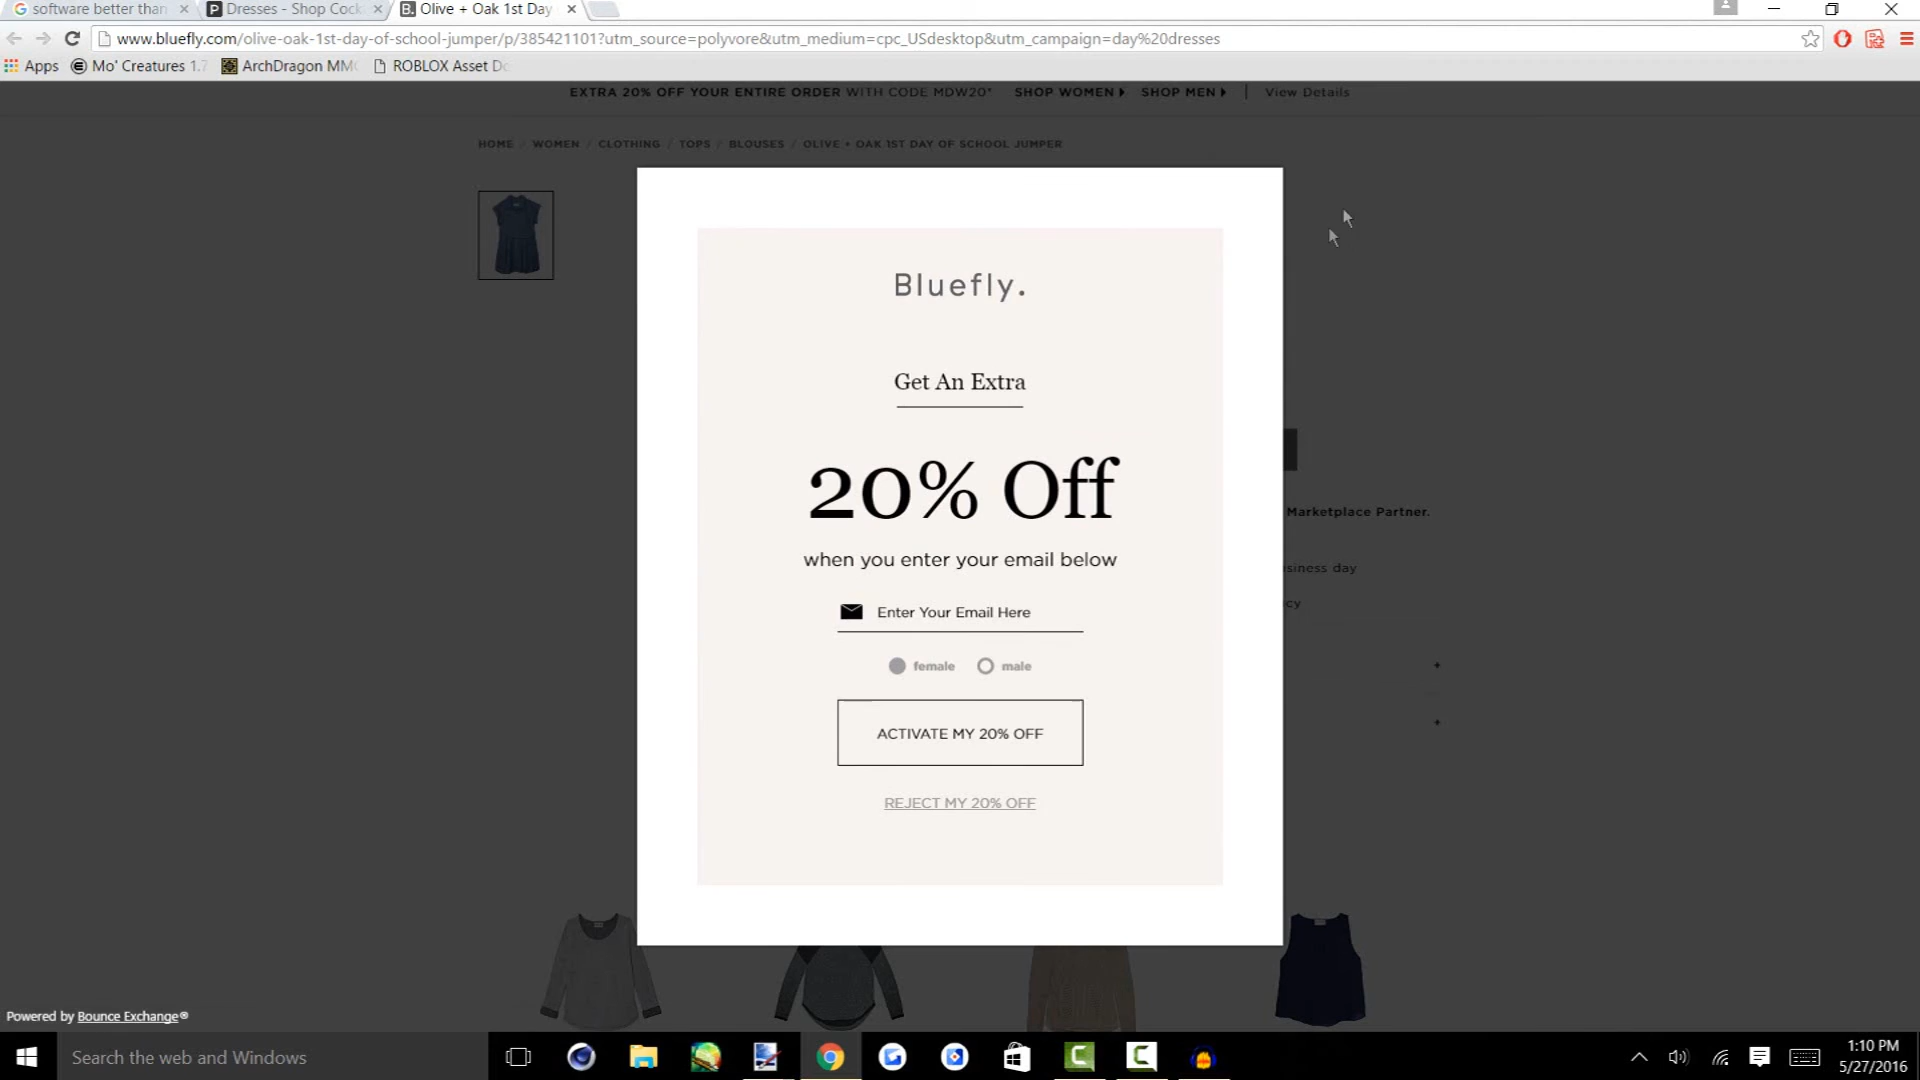 software better than
Dresses - Shop Cock
Olive + Oak 1st Day
www.bluefly.com/olive-oak-1st-day-of-school-jumper/p/385421101?utm_source=polyvore&utm_medium=cpc_USdesktop&utm_campaign=day%20dresses
Apps Mo' Creatures 1.7 ArchDragon MMO ROBLOX Asset Do
EXTRA 20% OFF YOUR ENTIRE ORDER WITH CODE MDW20* SHOP WOMEN SHOP MEN | View Details
HOME / WOMEN / CLOTHING / TOPS / BLOUSES / OLIVE + OAK 1ST DAY OF SCHOOL JUMPER
Bluefly.
Get An Extra
20% Off
when you enter your email below
Enter Your Email Here
female male
ACTIVATE MY 20% OFF
REJECT MY 20% OFF
Marketplace Partner.
siness day
cy
Powered by Bounce Exchange®
Search the web and Windows
1:10 PM
5/27/2016